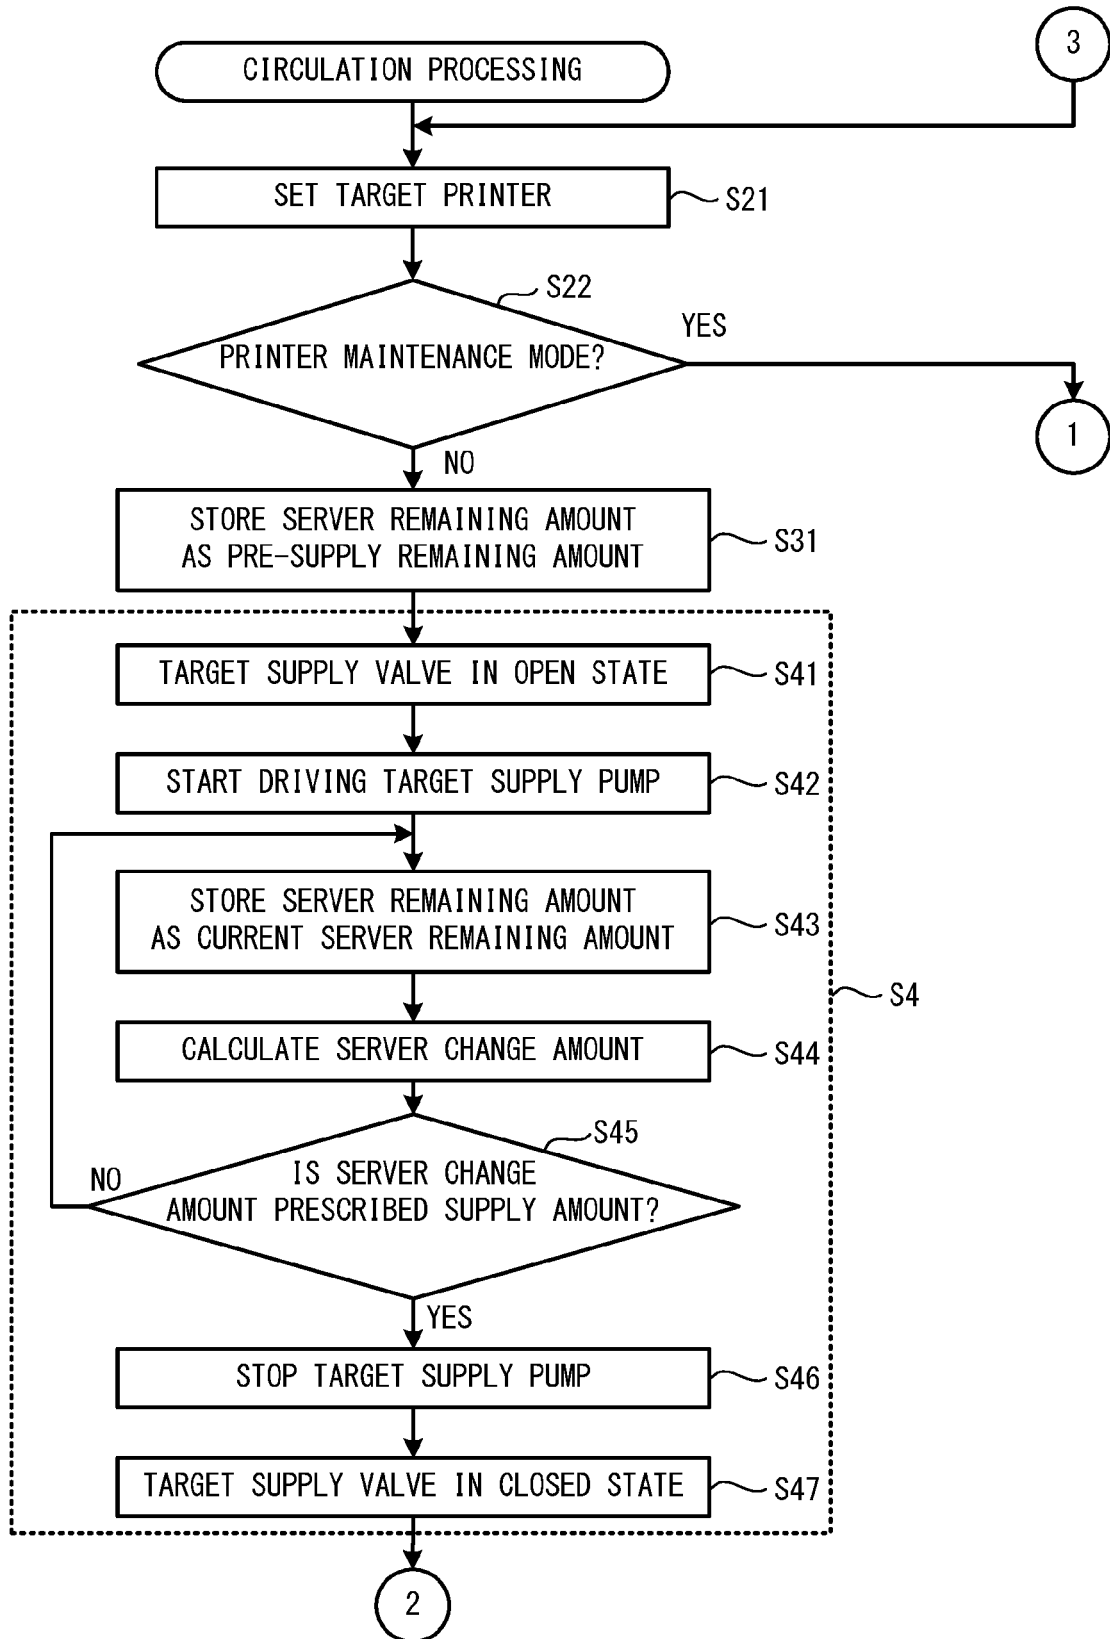 3
CIRCULATION PROCESSING
SET TARGET PRINTER
S21
S22
YES
PRINTER MAINTENANCE MODE?
1
NO
STORE SERVER REMAINING AMOUNT
AS PRE-SUPPLY REMAINING AMOUNT
S31
TARGET SUPPLY VALVE IN OPEN STATE
S41
START DRIVING TARGET SUPPLY PUMP
S42
STORE SERVER REMAINING AMOUNT
AS CURRENT SERVER REMAINING AMOUNT
S43
S4
CALCULATE SERVER CHANGE AMOUNT
S44
S45
NO
IS SERVER CHANGE
AMOUNT PRESCRIBED SUPPLY AMOUNT?
YES
STOP TARGET SUPPLY PUMP
S46
TARGET SUPPLY VALVE IN CLOSED STATE
S47
2